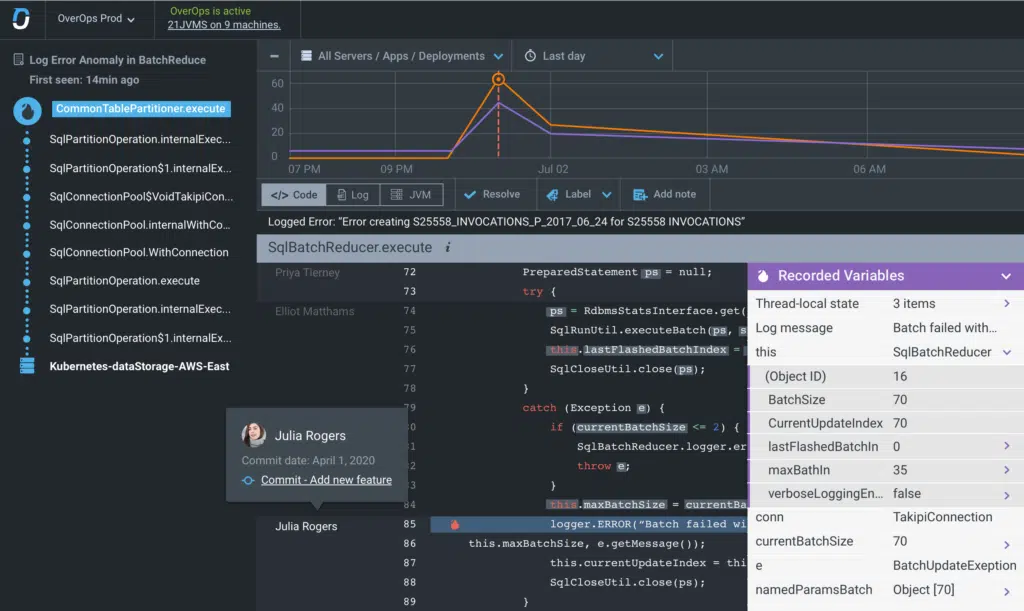 OverOps Prod
OverOps is active
21JVMS on 9 machines.
Log Error Anomaly in BatchReduce
First seen: 14min ago
CommonTablePartitioner.execute
SqlPartitionOperation.internalExec...
SqlPartitionOperation$1.internalEx...
SqlConnectionPool$VoidTakipiCon...
SqlConnectionPool.internalWithCo...
SqlConnectionPool.WithConnection
SqlPartitionOperation.execute
SqlPartitionOperation.internalExec...
SqlPartitionOperation$1.internalEx...
Kubernetes-dataStorage-AWS-East
All Servers / Apps / Deployments
Last day
60
40
20
0
07 PM 09 PM Jul 02 03 AM 06 AM
</> Code Log JVM Resolve Label Add note
Logged Error: "Error creating S25558_INVOCATIONS_P_2017_06_24 for S25558 INVOCATIONS"
SqlBatchReducer.execute i
Priya Tierney 72 PreparedStatement ps = null;
73 try {
Elliot Matthams 74 ps = RdbmsStatsInterface.get(
75 SqlRunUtil.executeBatch(ps, s
76 this.lastFlashedBatchIndex =
77 SqlCloseUtil.close(ps);
78 }
79 catch (Exception e) {
30 if (currentBatchSize <= 2) {
31 SqlBatchReducer.logger.er
32 throw e;
33 }
34 this.maxBatchSize = currentBa
Julia Rogers
Commit date: April 1, 2020
Commit - Add new feature
Julia Rogers 85 logger.ERROR("Batch failed wi
86 this.maxBatchSize, e.getMessage());
87 this.currentUpdateIndex = thi
88 SqlCloseUtil.close(ps);
89 }
Recorded Variables
Thread-local state 3 items
Log message Batch failed with...
this SqlBatchReducer
(Object ID) 16
BatchSize 70
CurrentUpdateIndex 70
lastFlashedBatchIn 0
maxBathIn 35
verboseLoggingEn... false
conn TakipiConnection
currentBatchSize 70
e BatchUpdateExeption
namedParamsBatch Object [70]